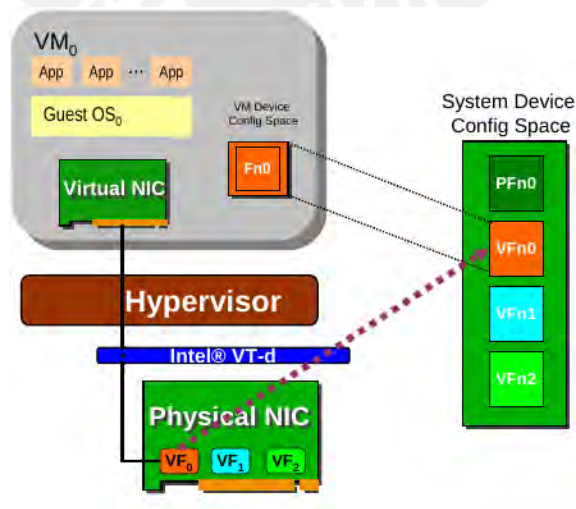 VM0
App App ... App
Guest OS0
VM Device
Config Space
Fn0
Virtual NIC
System Device
Config Space
PFn0
VFn0
VFn1
VFn2
Hypervisor
Intel® VT-d
Physical NIC
VF0 VF1 VF2